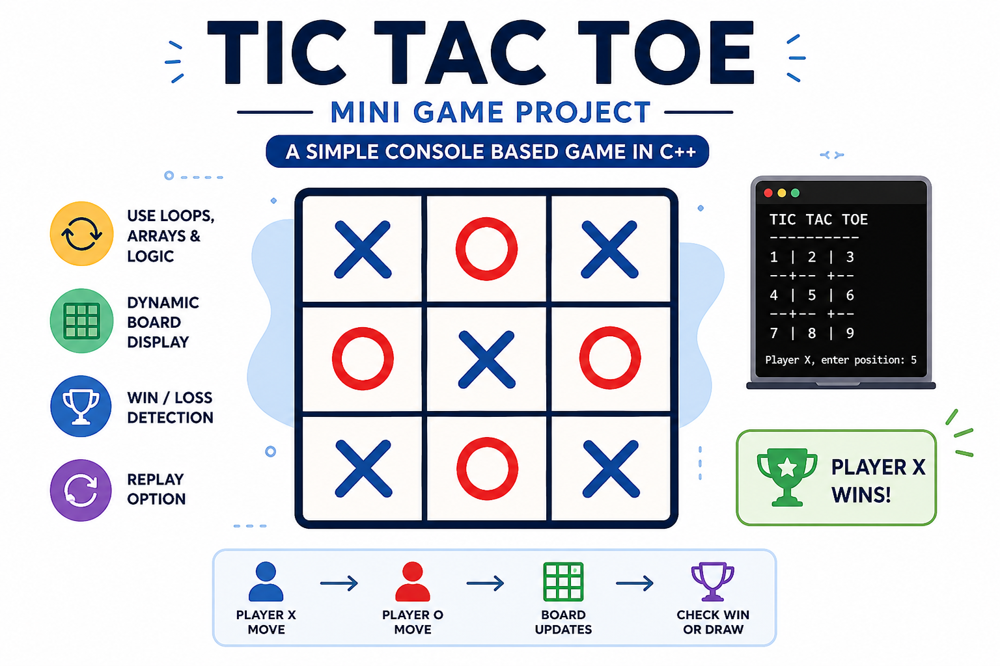 TIC TAC TOE
MINI GAME PROJECT
A SIMPLE CONSOLE BASED GAME IN C++
USE LOOPS,
ARRAYS &
LOGIC
DYNAMIC
BOARD
DISPLAY
WIN / LOSS
DETECTION
REPLAY
OPTION
X O X
O X O
X O X
TIC TAC TOE
----------
1 | 2 | 3
--+-- +--
4 | 5 | 6
--+-- +--
7 | 8 | 9
Player X, enter position: 5
PLAYER X
WINS!
PLAYER X
MOVE
PLAYER O
MOVE
BOARD
UPDATES
CHECK WIN
OR DRAW